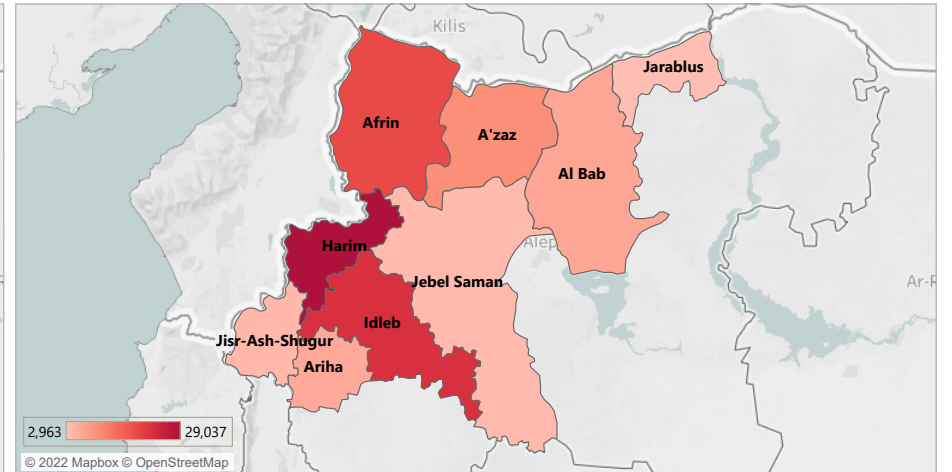 Kilis
Jarablus
Afrin
A'zaz
Al Bab
Harim
Alep
Jebel Saman
Ar-R
Idleb
Jisr-Ash-Shugur
Ariha
2,963
29,037
© 2022 Mapbox © OpenStreetMap